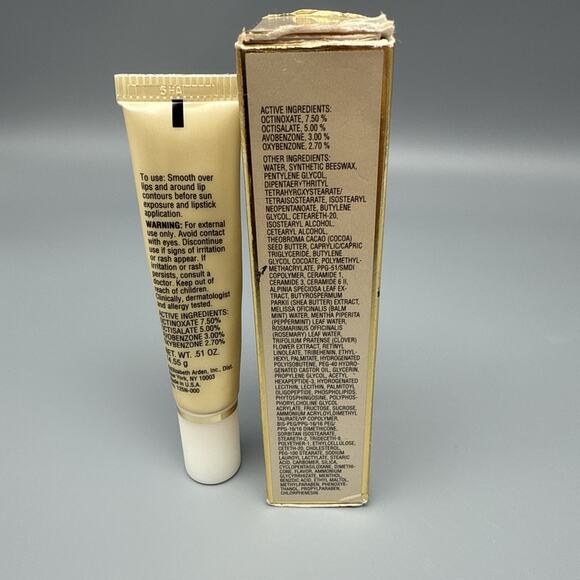 SHA
To use: Smooth over
lips and around lip
contours before sun
exposure and lipstick
application.
WARNING: For external
use only. Avoid contact
with eyes. Discontinue
use if signs of irritation
or rash appear. If
irritation or rash
persists, consult a
doctor. Keep out of
reach of children.
Clinically, dermatologist
and allergy tested.
ACTIVE INGREDIENTS:
OCTINOXATE 7.50%
OCTISALATE 5.00%
AVOBENZONE 3.00%
OXYBENZONE 2.70%
NET. WT. .51 OZ.
Elizabeth Arden, Inc., Dist.
New York, NY 10003
Made in U.S.A.
ACTIVE INGREDIENTS:
OCTINOXATE, 7.50 %
OCTISALATE, 5.00 %
AVOBENZONE, 3.00 %
OXYBENZONE, 2.70 %
OTHER INGREDIENTS:
WATER, SYNTHETIC BEESWAX,
PENTYLENE GLYCOL,
DIPENTAERYTHRITYL
TETRAHYDROXYSTEARATE/
TETRAISOSTEARATE, ISOSTEARYL
NEOPENTANOATE, BUTYLENE
GLYCOL, CETEARETH-20,
ISOSTEARYL ALCOHOL,
CETEARYL ALCOHOL,
THEOBROMA CACAO (COCOA)
SEED BUTTER, CAPRYLIC/CAPRIC
TRIGLYCERIDE, BUTYLENE
GLYCOL COCOATE, POLYMETHYL-
METHACRYLATE, PPG-51/SMDI
COPOLYMER, CERAMIDE 1,
CERAMIDE 3, CERAMIDE 6 II,
ALPINIA SPECIOSA LEAF EX-
TRACT, BUTYROSPERMUM
PARKII (SHEA BUTTER) EXTRACT,
MELISSA OFFICINALIS (BALM
MINT) WATER, MENTHA PIPERITA
(PEPPERMINT) LEAF WATER,
ROSMARINUS OFFICINALIS
(ROSEMARY) LEAF WATER,
TRIFOLIUM PRATENSE (CLOVER)
FLOWER EXTRACT, RETINYL
LINOLEATE, TRIBEHENIN, ETHYL-
HEXYL PALMITATE, HYDROLYZED
POLYISOBUTENE, PEG-40 HYDRO-
GENATED CASTOR OIL, GLYCERIN,
PROPYLENE GLYCOL, ACETYL
HEXAPEPTIDE-3, HYDROGENATED
LECITHIN, LECITHIN, PALMITOYL
OLIGOPEPTIDE, PHOSPHOLIPIDS,
PHYTOSPHINGOSINE, POLYPHOS-
PHORYLCHOLINE GLYCOL
ACRYLATE, FRUCTOSE, SUCROSE,
AMMONIUM ACRYLOYLDIMETHYL
TAURATE/VP COPOLYMER,
BIS-PEG/PPG-16/16 PEG/
PPG-16/16 DIMETHICONE,
SORBITAN ISOSTEARATE,
STEARETH-2, TRIDECETH-6,
POLYETHER-1, ETHYLCELLULOSE,
CETETH-20, CHOLESTEROL,
PEG-100 STEARATE, SODIUM
LAUROYL LACTYLATE, STEARIC
ACID, CARBOMER, SILICA,
CYCLOPENTASILOXANE, DIMETHI-
CONE, FLAVOR, AMMONIUM
GLYCYRRHIZATE, MENTHOL,
BENZOIC ACID, ETHYL MALTOL,
METHYLPARABEN, PHENOXYE-
THANOL, PROPYLPARABEN,
CHLORPHENESIN